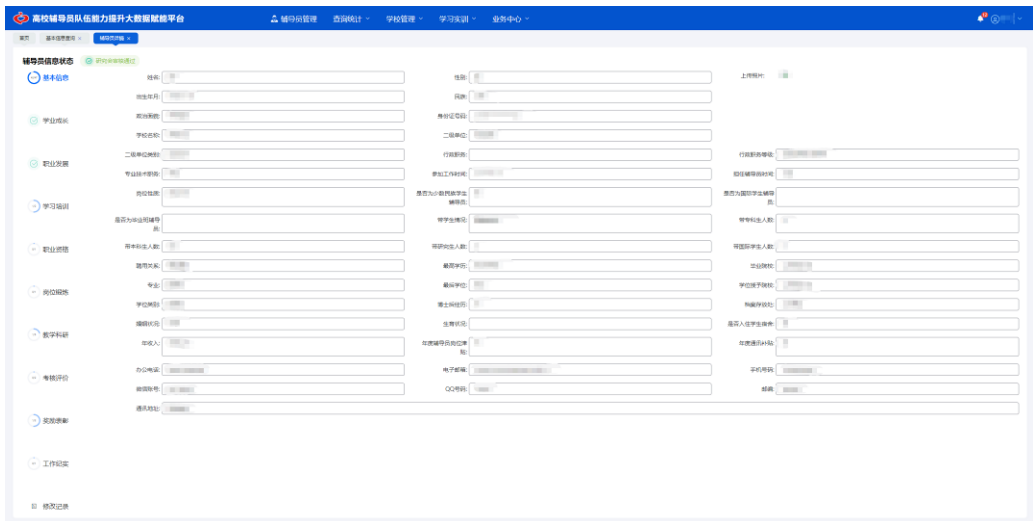 高校辅导员队伍能力提升大数据赋能平台 辅导员管理 查询统计 学校管理 学习实训 业务中心
首页 基本信息查询 × 辅导员详细 ×
辅导员信息状态
基本信息 姓名: 性别: 上传照片:
出生年月: 民族:
学业成长 政治面貌: 身份证号码:
学校名称: 二级单位:
职业发展 二级单位类别: 行政职务: 行政职务等级:
专业技术职务: 参加工作时间: 担任辅导员时间:
学习培训 岗位性质: 是否为少数民族学生辅导员: 是否为国际学生辅导员:
是否为毕业班辅导员: 带学生情况: 带专科生人数:
职业资格 带本科生人数: 带研究生人数: 带国际学生人数:
聘用关系: 最高学历: 毕业院校:
岗位锻炼 专业: 最后学位: 学位授予院校:
学位类别: 博士后经历: 档案存放处:
教学科研 婚姻状况: 生育状况: 是否入住学生宿舍:
年收入: 年度辅导员岗位津贴: 年度通讯补贴:
考核评价 办公电话: 电子邮箱: 手机号码:
微信账号: QQ号码: 邮编:
通讯地址:
奖励表彰
工作纪实
修改记录